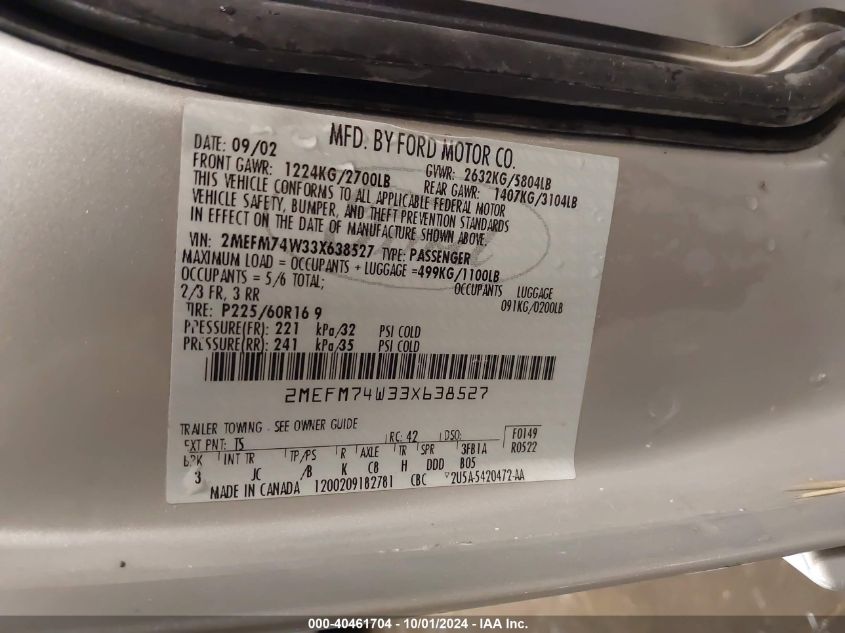 MFD. BY FORD MOTOR CO.
DATE: 09/02 GVWR: 2632KG/5804LB
FRONT GAWR: 1224KG/2700LB REAR GAWR: 1407KG/3104LB
THIS VEHICLE CONFORMS TO ALL APPLICABLE FEDERAL MOTOR
VEHICLE SAFETY, BUMPER, AND THEFT PREVENTION STANDARDS
IN EFFECT ON THE DATE OF MANUFACTURE SHOWN ABOVE.
VIN: 2MEFM74W33X638527 TYPE: PASSENGER
MAXIMUM LOAD = OCCUPANTS + LUGGAGE =499KG/1100LB
OCCUPANTS = 5/6 TOTAL; OCCUPANTS LUGGAGE
2/3 FR, 3 RR 091KG/0200LB
TIRE: P225/60R16 9
PRESSURE(FR): 221 kPa/32 PSI COLD
PRESSURE(RR): 241 kPa/35 PSI COLD
2MEFM74W33X638527
TRAILER TOWING - SEE OWNER GUIDE
EXT PNT: TS RC: 42 DSO: F0149
BRK INT TR TP/PS R AXLE TR SPR 3FB1A R0522
3 JC /B K CB H DDD B05
MADE IN CANADA 1200209182781 CBC 2U5A-5420472-AA
000-40461704 - 10/01/2024 - IAAI.COM.